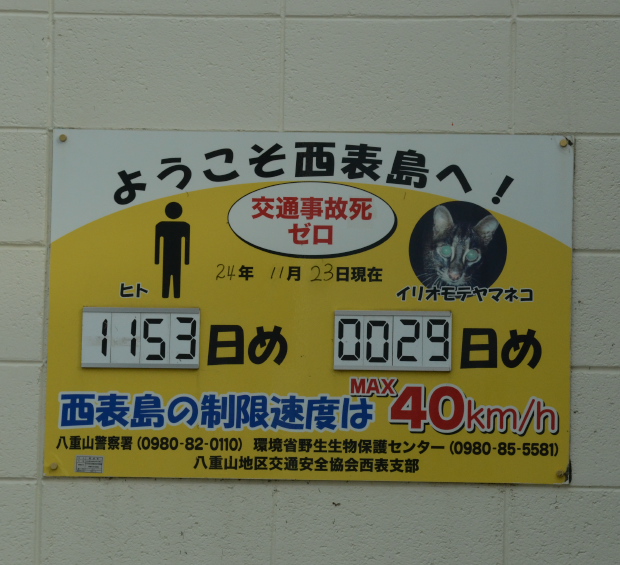 ようこそ西表島へ!
交通事故死
ゼロ
24年 11月 23日現在
ヒト
イリオモテヤマネコ
1153日め
0029日め
西表島の制限速度は MAX 40km/h
八重山警察署(0980-82-0110) 環境省野生生物保護センター(0980-85-5581)
八重山地区交通安全協会西表支部